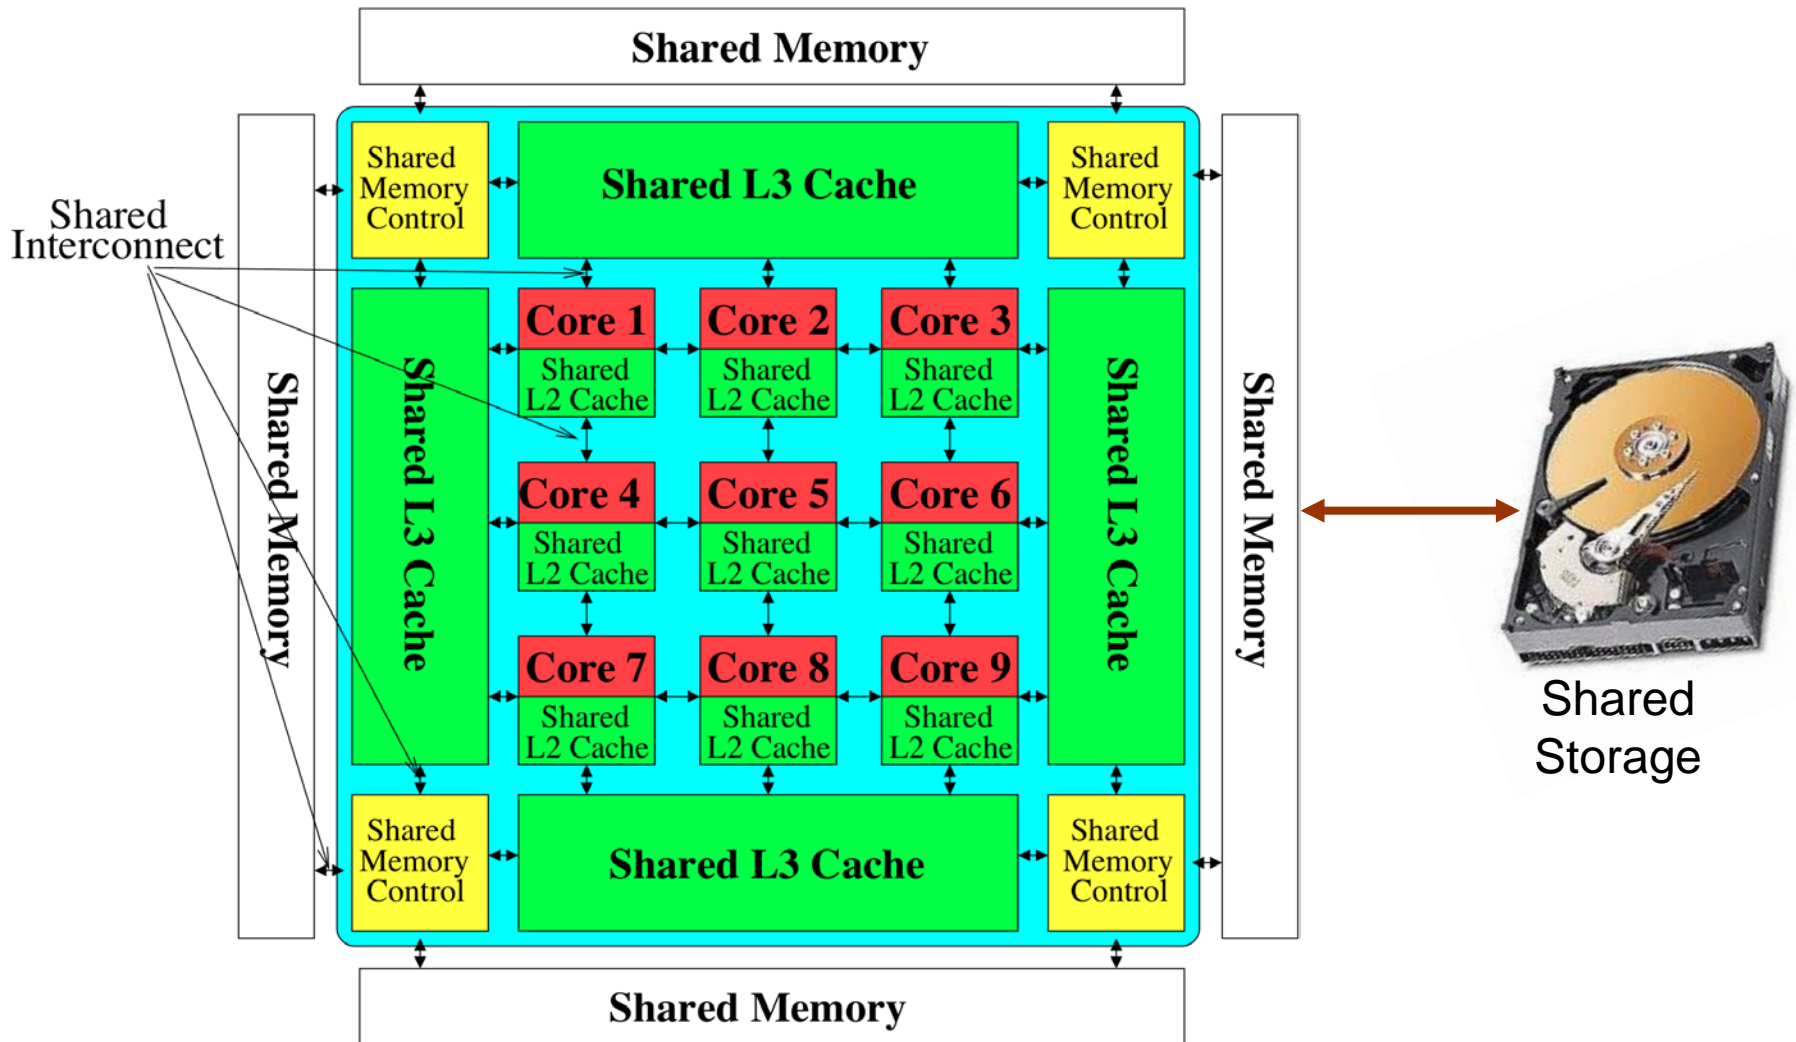 Shared Memory
Shared
Memory
Control
Shared L3 Cache
Shared
Memory
Control
Shared
Interconnect
Shared Memory
Shared L3 Cache
Core 1
Shared
L2 Cache
Core 2
Shared
L2 Cache
Core 3
Shared
L2 Cache
Core 4
Shared
L2 Cache
Core 5
Shared
L2 Cache
Core 6
Shared
L2 Cache
Core 7
Shared
L2 Cache
Core 8
Shared
L2 Cache
Core 9
Shared
L2 Cache
Shared L3 Cache
Shared Memory
Shared
Storage
Shared
Memory
Control
Shared L3 Cache
Shared
Memory
Control
Shared Memory